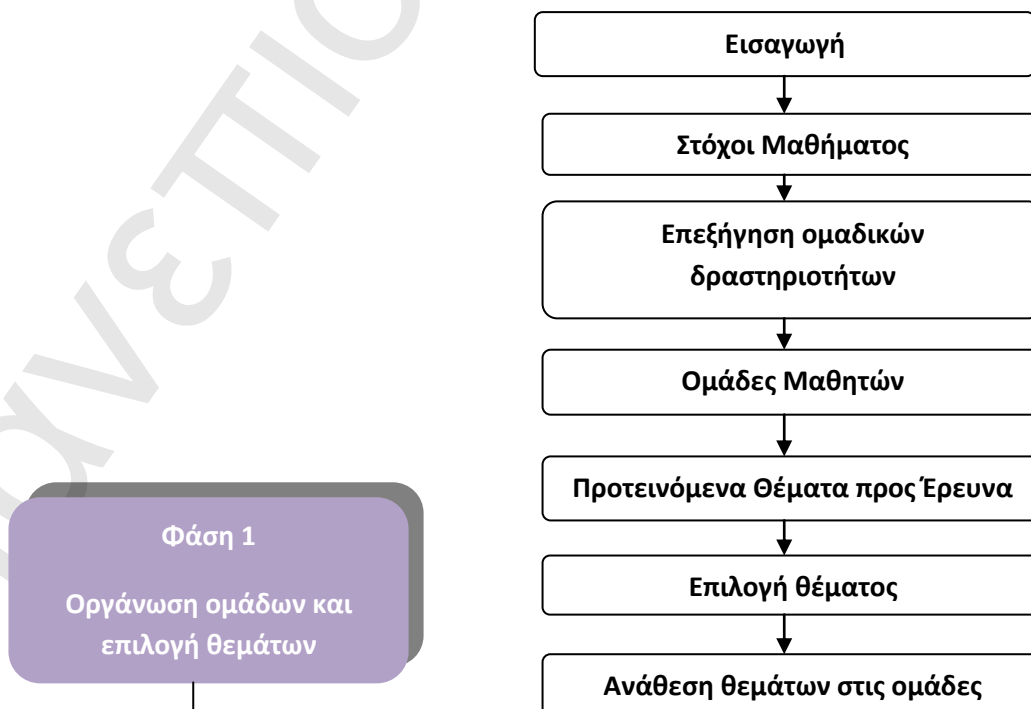 Εισαγωγή
Στόχοι Μαθήματος
Επεξήγηση ομαδικών
δραστηριοτήτων
Ομάδες Μαθητών
Προτεινόμενα Θέματα προς Έρευνα
Επιλογή θέματος
Ανάθεση θεμάτων στις ομάδες
Φάση 1
Οργάνωση ομάδων και
επιλογή θεμάτων